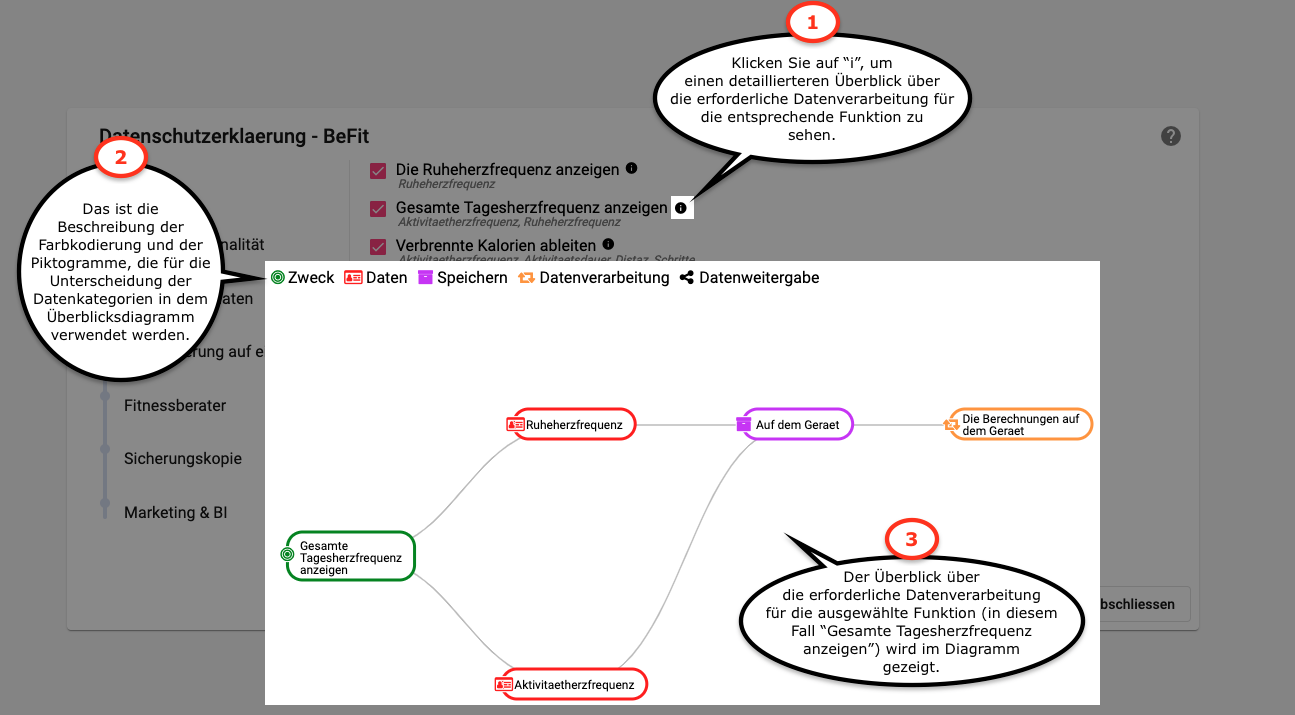 1
Klicken Sie auf “i”, um
einen detaillierteren Überblick über
die erforderliche Datenverarbeitung für
die entsprechende Funktion zu
sehen.
Datenschutzerklaerung - BeFit
2
Das ist die
Beschreibung der
Farbkodierung und der
Piktogramme, die für die
Unterscheidung der
Datenkategorien in dem
Überblicksdiagramm
verwendet werden.
Die Ruheherzfrequenz anzeigen
Ruheherzfrequenz
Gesamte Tagesherzfrequenz anzeigen
Aktivitaetherzfrequenz, Ruheherzfrequenz
Verbrennte Kalorien ableiten
Aktivitaetherzfrequenz, Aktivitaetsdauer, Distaz, Schritte
nalität
aten
rung auf e
Fitnessberater
Sicherungskopie
Marketing & BI
Zweck Daten Speichern Datenverarbeitung Datenweitergabe
Ruheherzfrequenz
Auf dem Geraet
Die Berechnungen auf
dem Geraet
Gesamte
Tagesherzfrequenz
anzeigen
Aktivitaetherzfrequenz
3
Der Überblick über
die erforderliche Datenverarbeitung
für die ausgewählte Funktion (in diesem
Fall “Gesamte Tagesherzfrequenz
anzeigen”) wird im Diagramm
gezeigt.
bschliessen